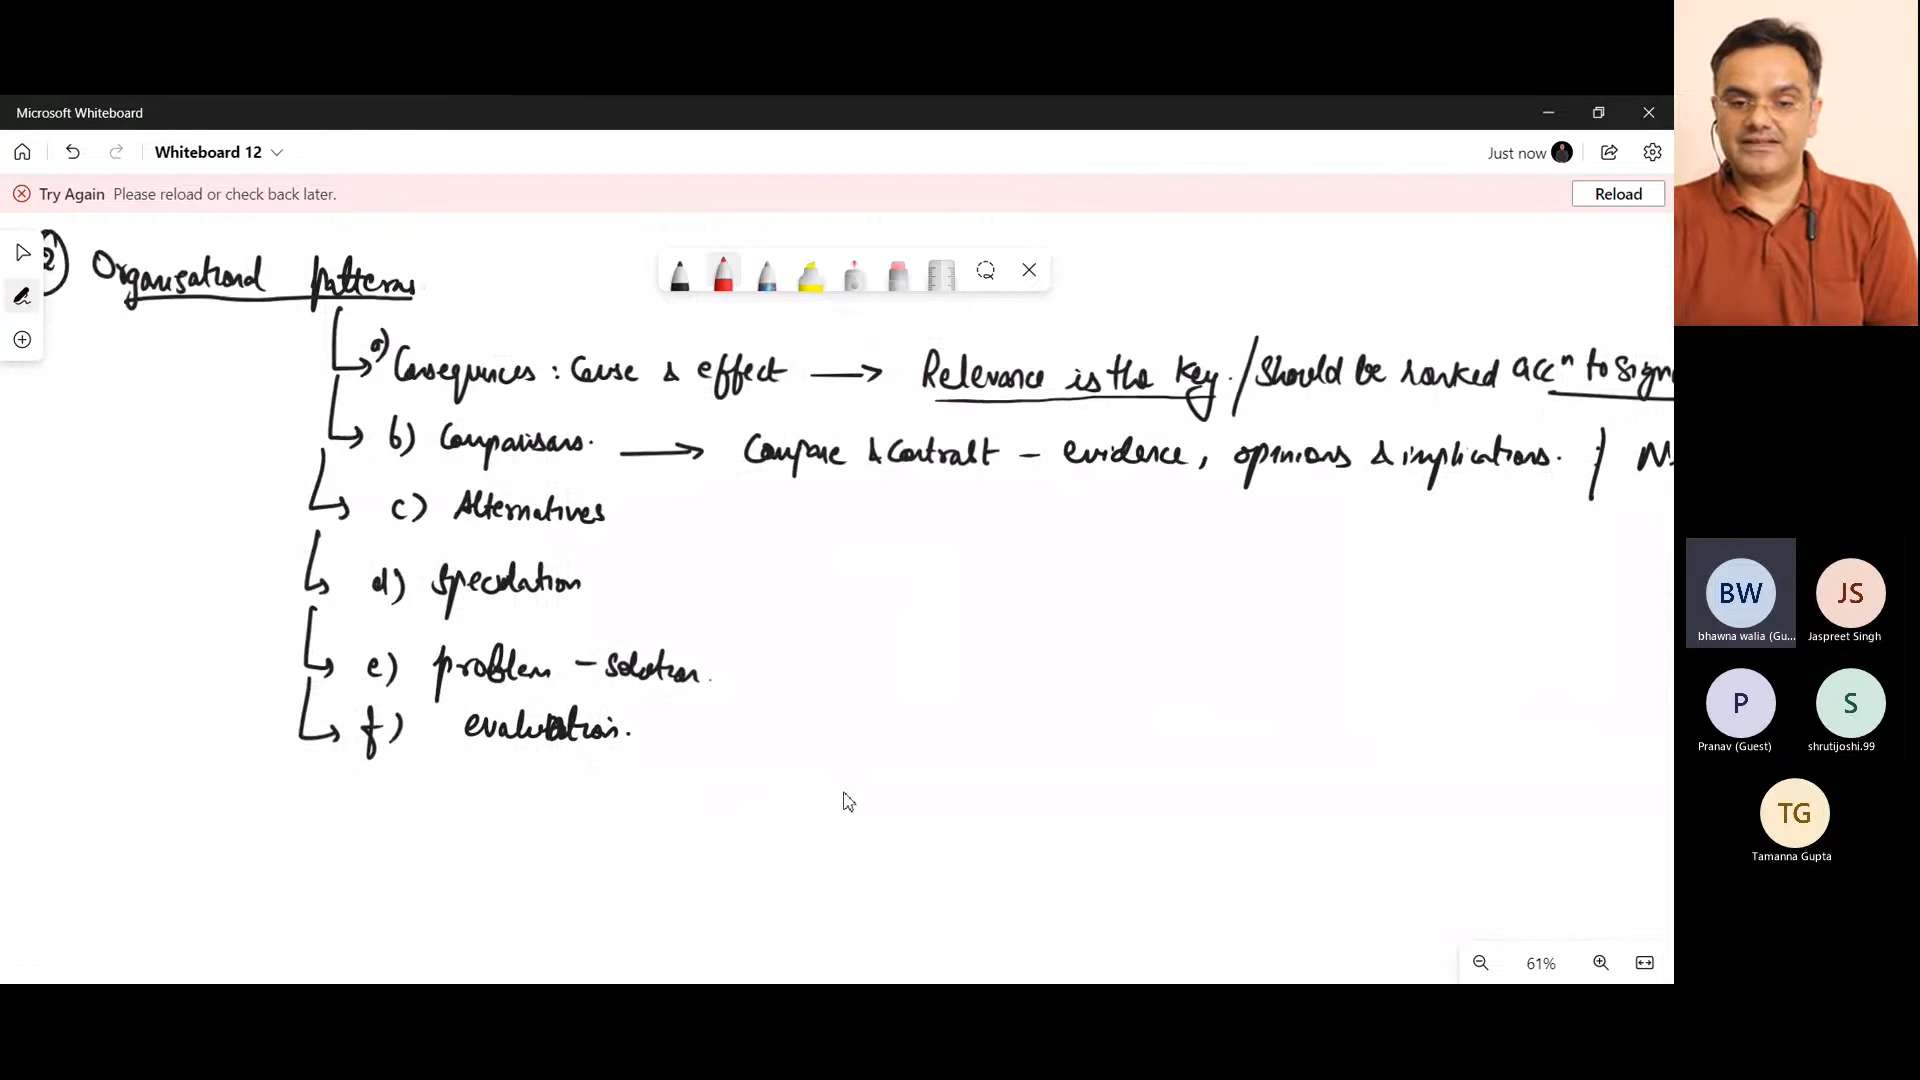 Microsoft Whiteboard
Whiteboard 12
Just now
Try Again Please reload or check back later.
Reload
2) Organisational patterns
a) Consequences : Cause & effect → Relevance is the key. / Should be ranked accn to sign
b) Comparisons. → Compare & Contrast - evidence, opinions & implications. /
c) Alternatives
d) Speculation
e) problem - solution.
f) evaluation.
61%
BW
bhawna walia (Gu...
JS
Jaspreet Singh
P
Pranav (Guest)
S
shrutijoshi.99
TG
Tamanna Gupta